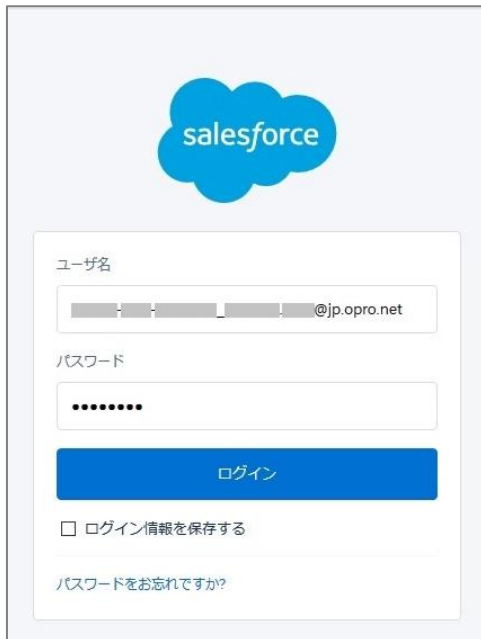 salesforce
ユーザ名
@jp.opro.net
パスワード
••••••••
ログイン
ログイン情報を保存する
パスワードをお忘れですか?